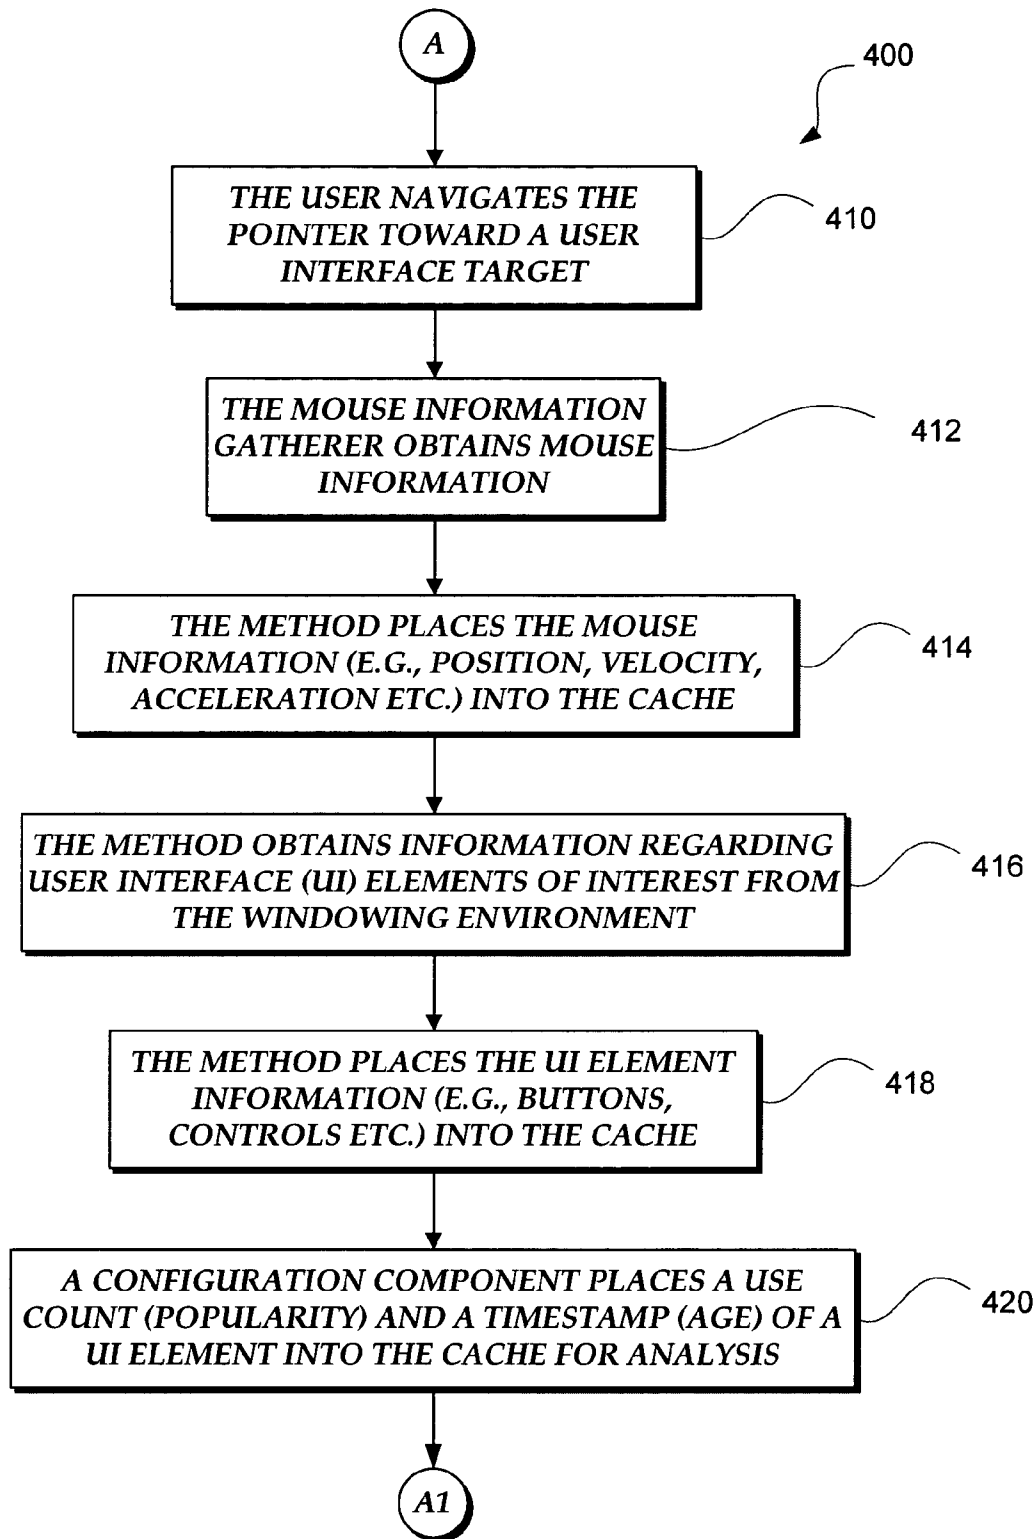 A
400
THE USER NAVIGATES THE
POINTER TOWARD A USER
INTERFACE TARGET
410
THE MOUSE INFORMATION
GATHERER OBTAINS MOUSE
INFORMATION
412
THE METHOD PLACES THE MOUSE
INFORMATION (E.G., POSITION, VELOCITY,
ACCELERATION ETC.) INTO THE CACHE
414
THE METHOD OBTAINS INFORMATION REGARDING
USER INTERFACE (UI) ELEMENTS OF INTEREST FROM
THE WINDOWING ENVIRONMENT
416
THE METHOD PLACES THE UI ELEMENT
INFORMATION (E.G., BUTTONS,
CONTROLS ETC.) INTO THE CACHE
418
A CONFIGURATION COMPONENT PLACES A USE
COUNT (POPULARITY) AND A TIMESTAMP (AGE) OF A
UI ELEMENT INTO THE CACHE FOR ANALYSIS
420
A1